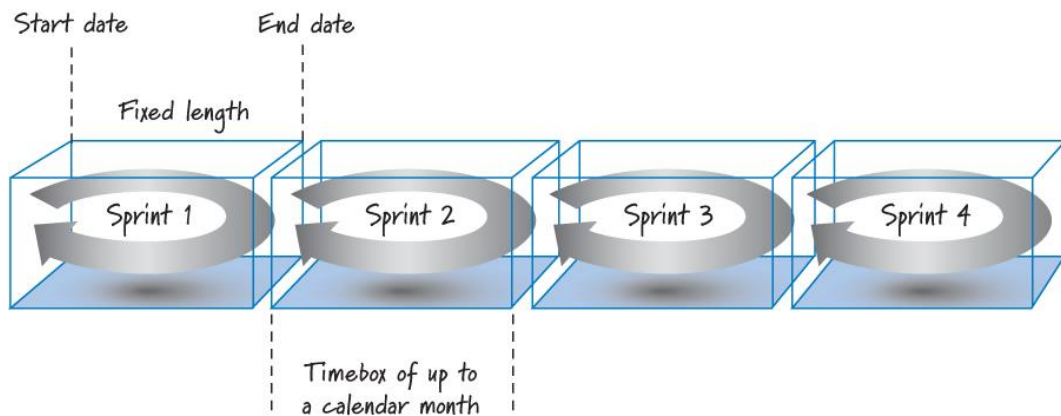 Start date
End date
Fixed length
Sprint 1
Sprint 2
Sprint 3
Sprint 4
Timebox of up to
a calendar month